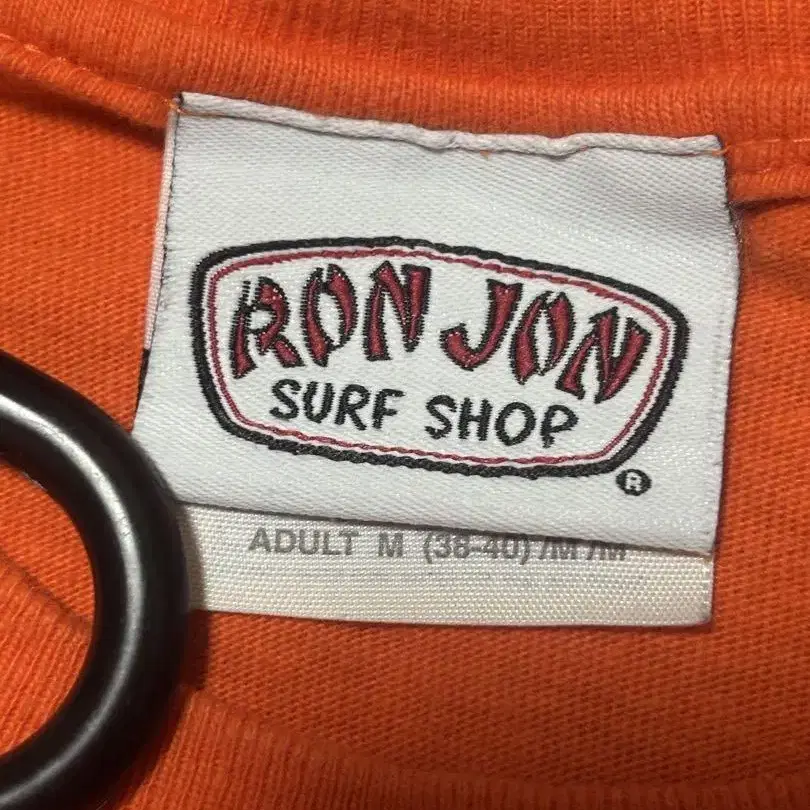 RON JON
SURF SHOP
®
ADULT M (38-40) /M /M